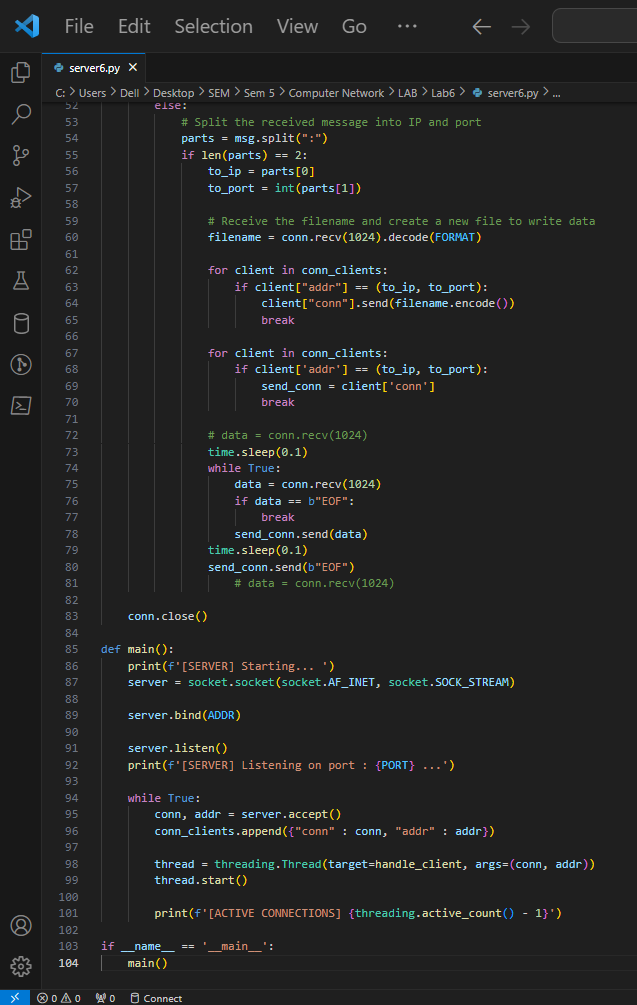 File Edit Selection View Go ···
server6.py ×
C: > Users > Dell > Desktop > SEM > Sem 5 > Computer Network > LAB > Lab6 > server6.py > ...
52 else:
53 # Split the received message into IP and port
54 parts = msg.split(":")
55 if len(parts) == 2:
56 to_ip = parts[0]
57 to_port = int(parts[1])
58
59 # Receive the filename and create a new file to write data
60 filename = conn.recv(1024).decode(FORMAT)
61
62 for client in conn_clients:
63 if client["addr"] == (to_ip, to_port):
64 client["conn"].send(filename.encode())
65 break
66
67 for client in conn_clients:
68 if client['addr'] == (to_ip, to_port):
69 send_conn = client['conn']
70 break
71
72 # data = conn.recv(1024)
73 time.sleep(0.1)
74 while True:
75 data = conn.recv(1024)
76 if data == b"EOF":
77 break
78 send_conn.send(data)
79 time.sleep(0.1)
80 send_conn.send(b"EOF")
81 # data = conn.recv(1024)
82
83 conn.close()
84
85 def main():
86 print(f'[SERVER] Starting... ')
87 server = socket.socket(socket.AF_INET, socket.SOCK_STREAM)
88
89 server.bind(ADDR)
90
91 server.listen()
92 print(f'[SERVER] Listening on port : {PORT} ...')
93
94 while True:
95 conn, addr = server.accept()
96 conn_clients.append({"conn" : conn, "addr" : addr})
97
98 thread = threading.Thread(target=handle_client, args=(conn, addr))
99 thread.start()
100
101 print(f'[ACTIVE CONNECTIONS] {threading.active_count() - 1}')
102
103 if __name__ == '__main__':
104 main()
0 0 0 Connect